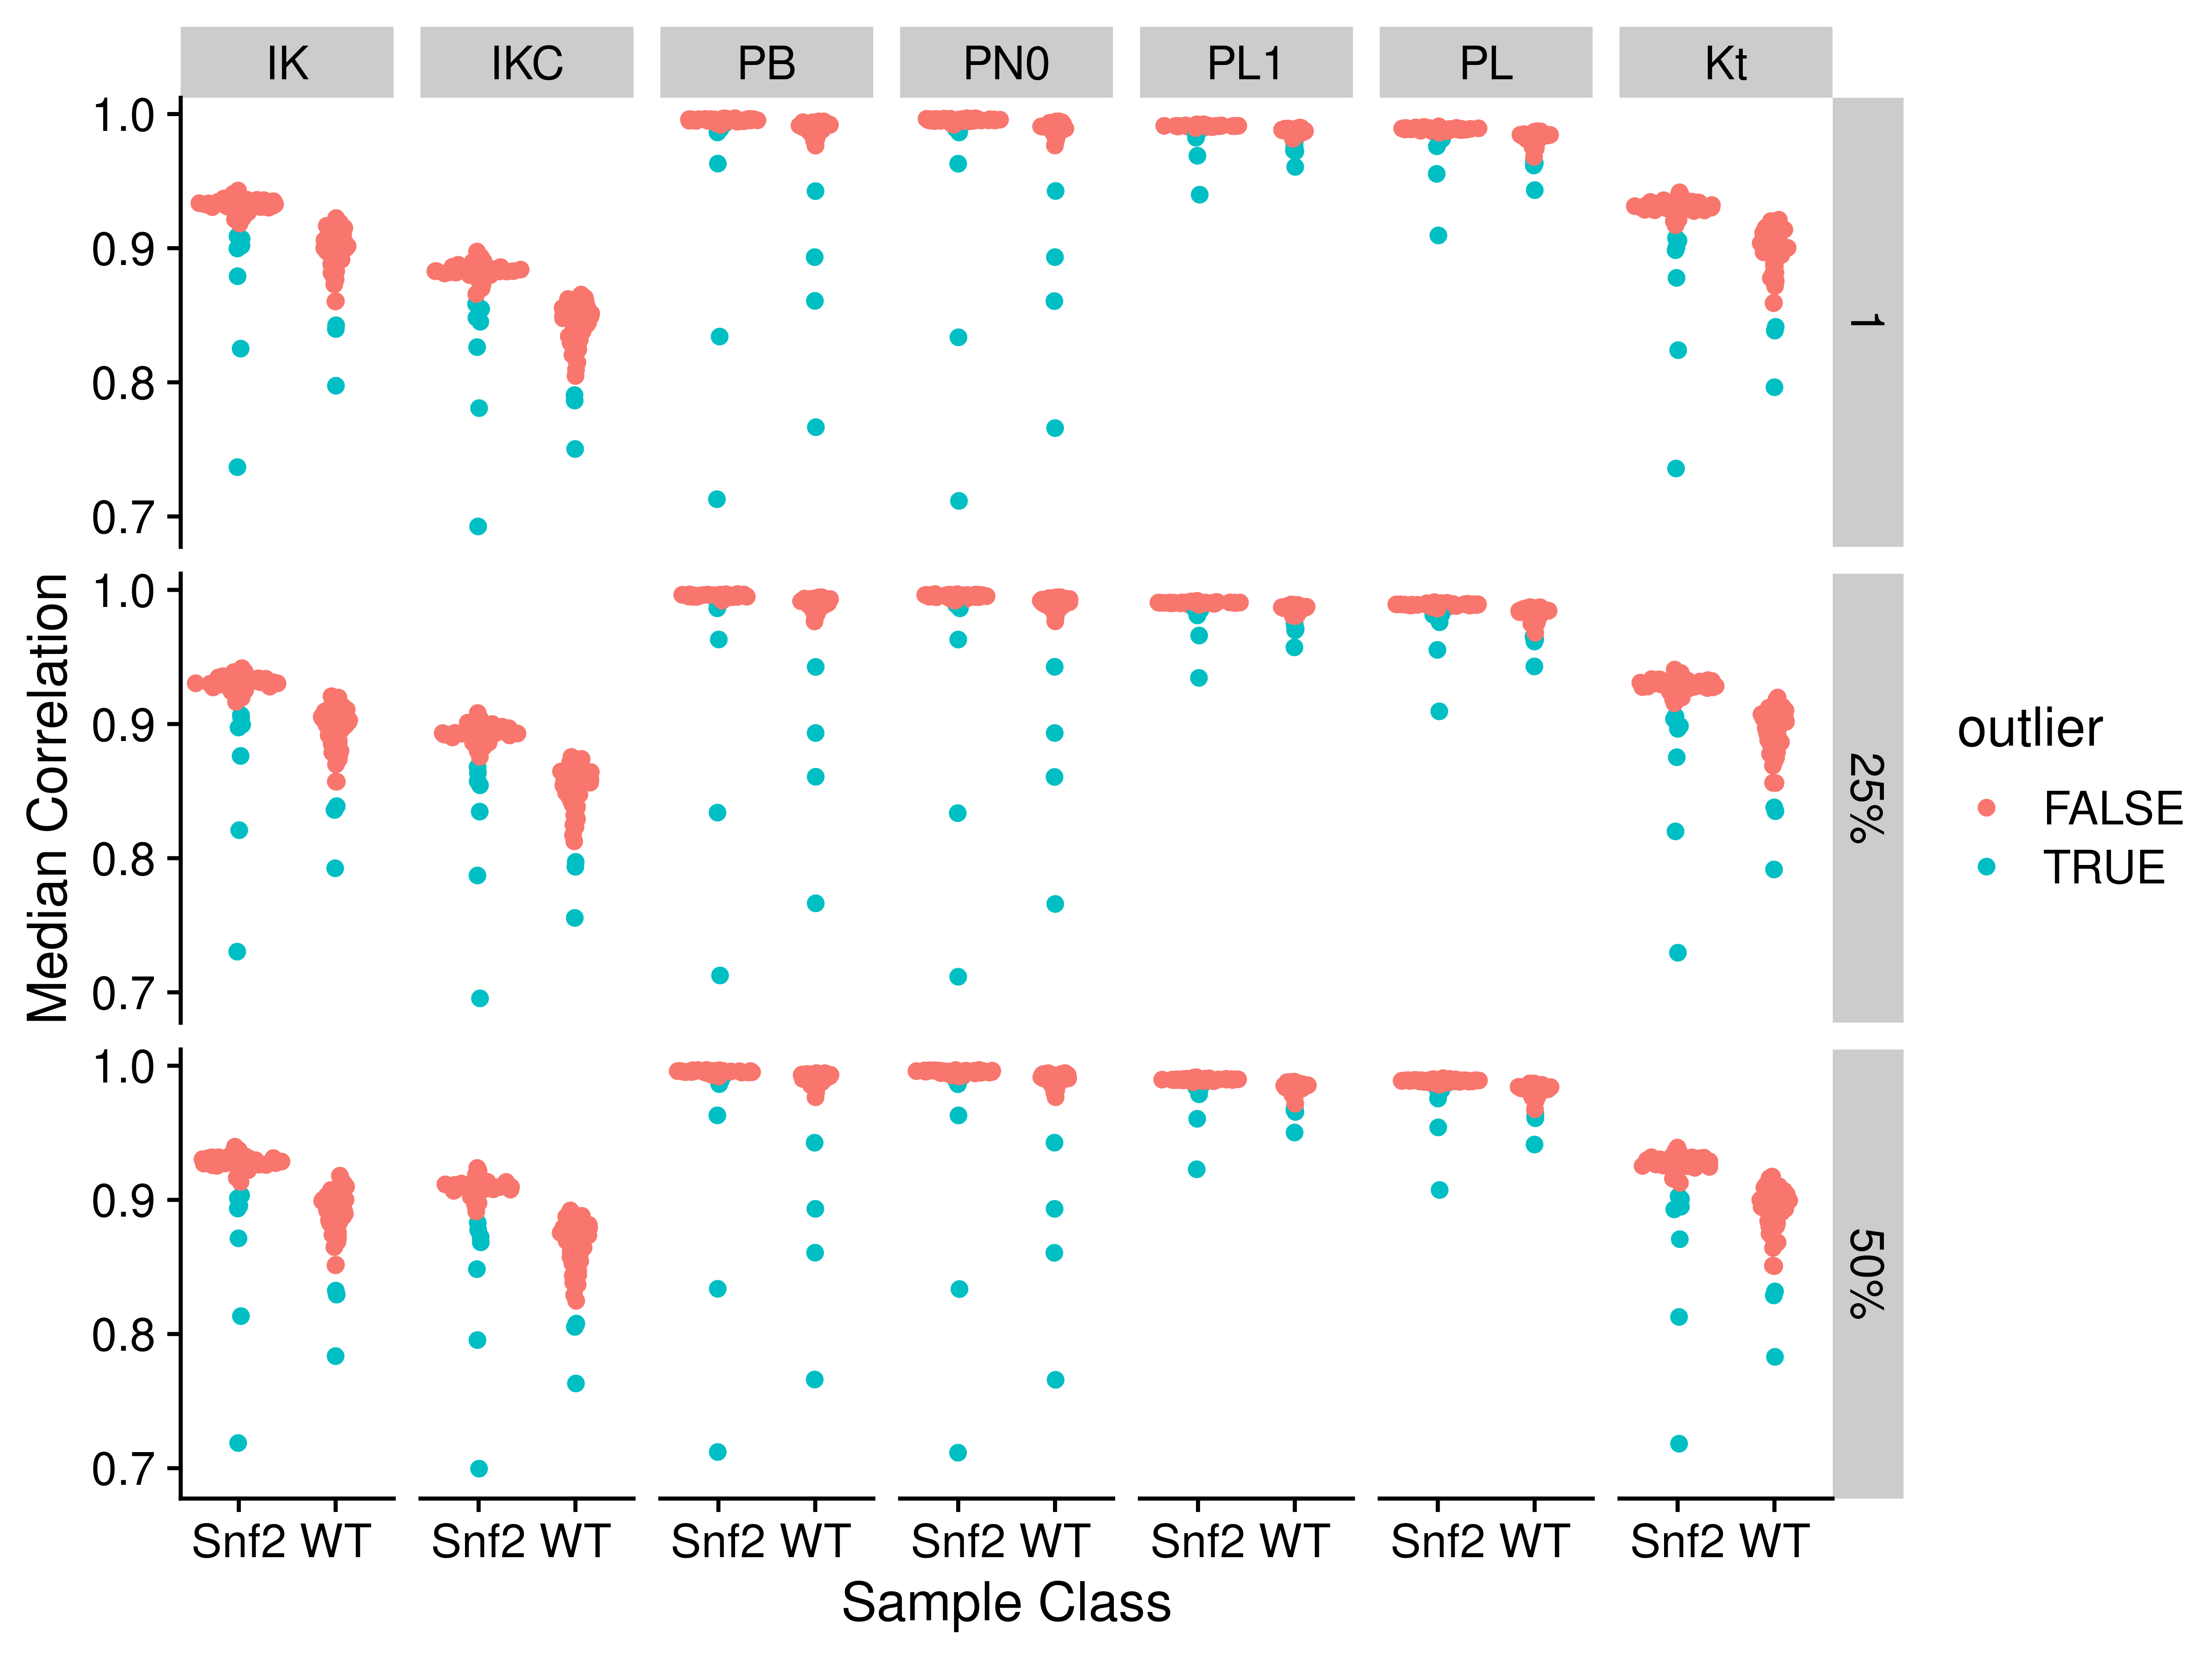 IK IKC PB PN0 PL1 PL Kt
1.0
0.9
0.8
0.7
1
1.0
0.9
0.8
0.7
25%
1.0
0.9
0.8
0.7
50%
Median Correlation
Snf2 WT Snf2 WT Snf2 WT Snf2 WT Snf2 WT Snf2 WT Snf2 WT
Sample Class
outlier
FALSE
TRUE